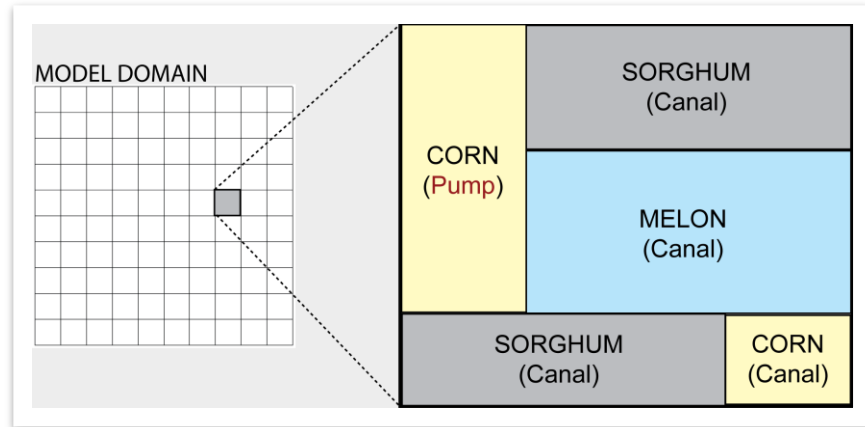 MODEL DOMAIN
SORGHUM
(Canal)
CORN
(Pump)
MELON
(Canal)
SORGHUM
(Canal)
CORN
(Canal)